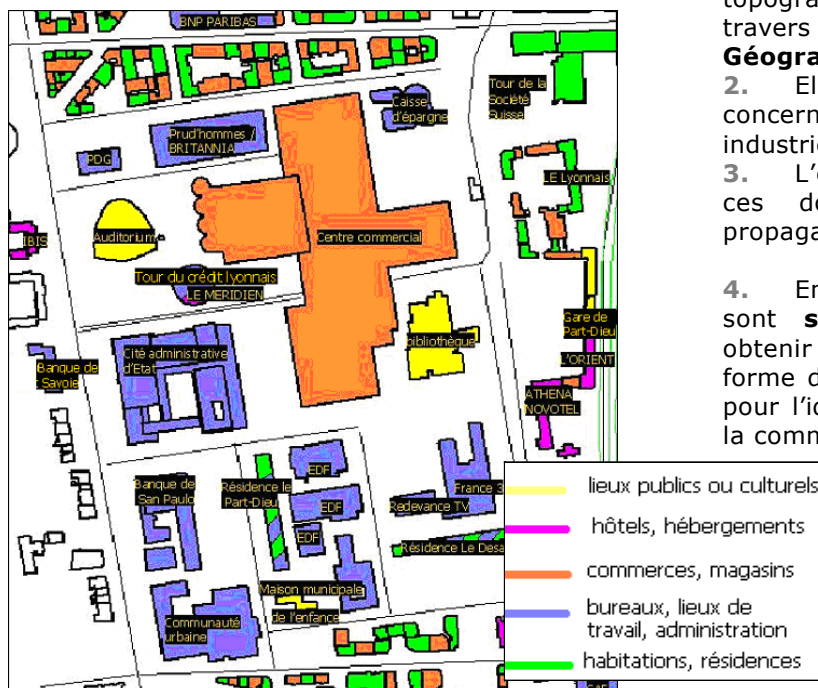 BNP PARIBAS
Tour de la
Société
Suisse
Caisse
d'épargne
Prud'hommes /
BRITANNIA
PDG
LE Lyonnais
IBIS
Auditorium
Centre commercial
Tour du crédit lyonnais
LE MERIDIEN
Gare de
Part-Dieu
bibliothèque
Cité administrative
d'Etat
L'ORIENT
Banque de
Savoie
ATHENA
NOVOTEL
EDF
Banque de
San Paulo
Résidence le
Part-Dieu
France 3
EDF
Redevance TV
EDF
Résidence Le Desa
Maison municipale
de l'enfance
Communauté
urbaine
lieux publics ou culturels
hôtels, hébergements
commerces, magasins
bureaux, lieux de
travail, administration
habitations, résidences
topogra
travers
Géogra
2. El
concern
industri
3. L'
ces do
propaga
4. En
sont s
obtenir
forme d
pour l'i
la comm